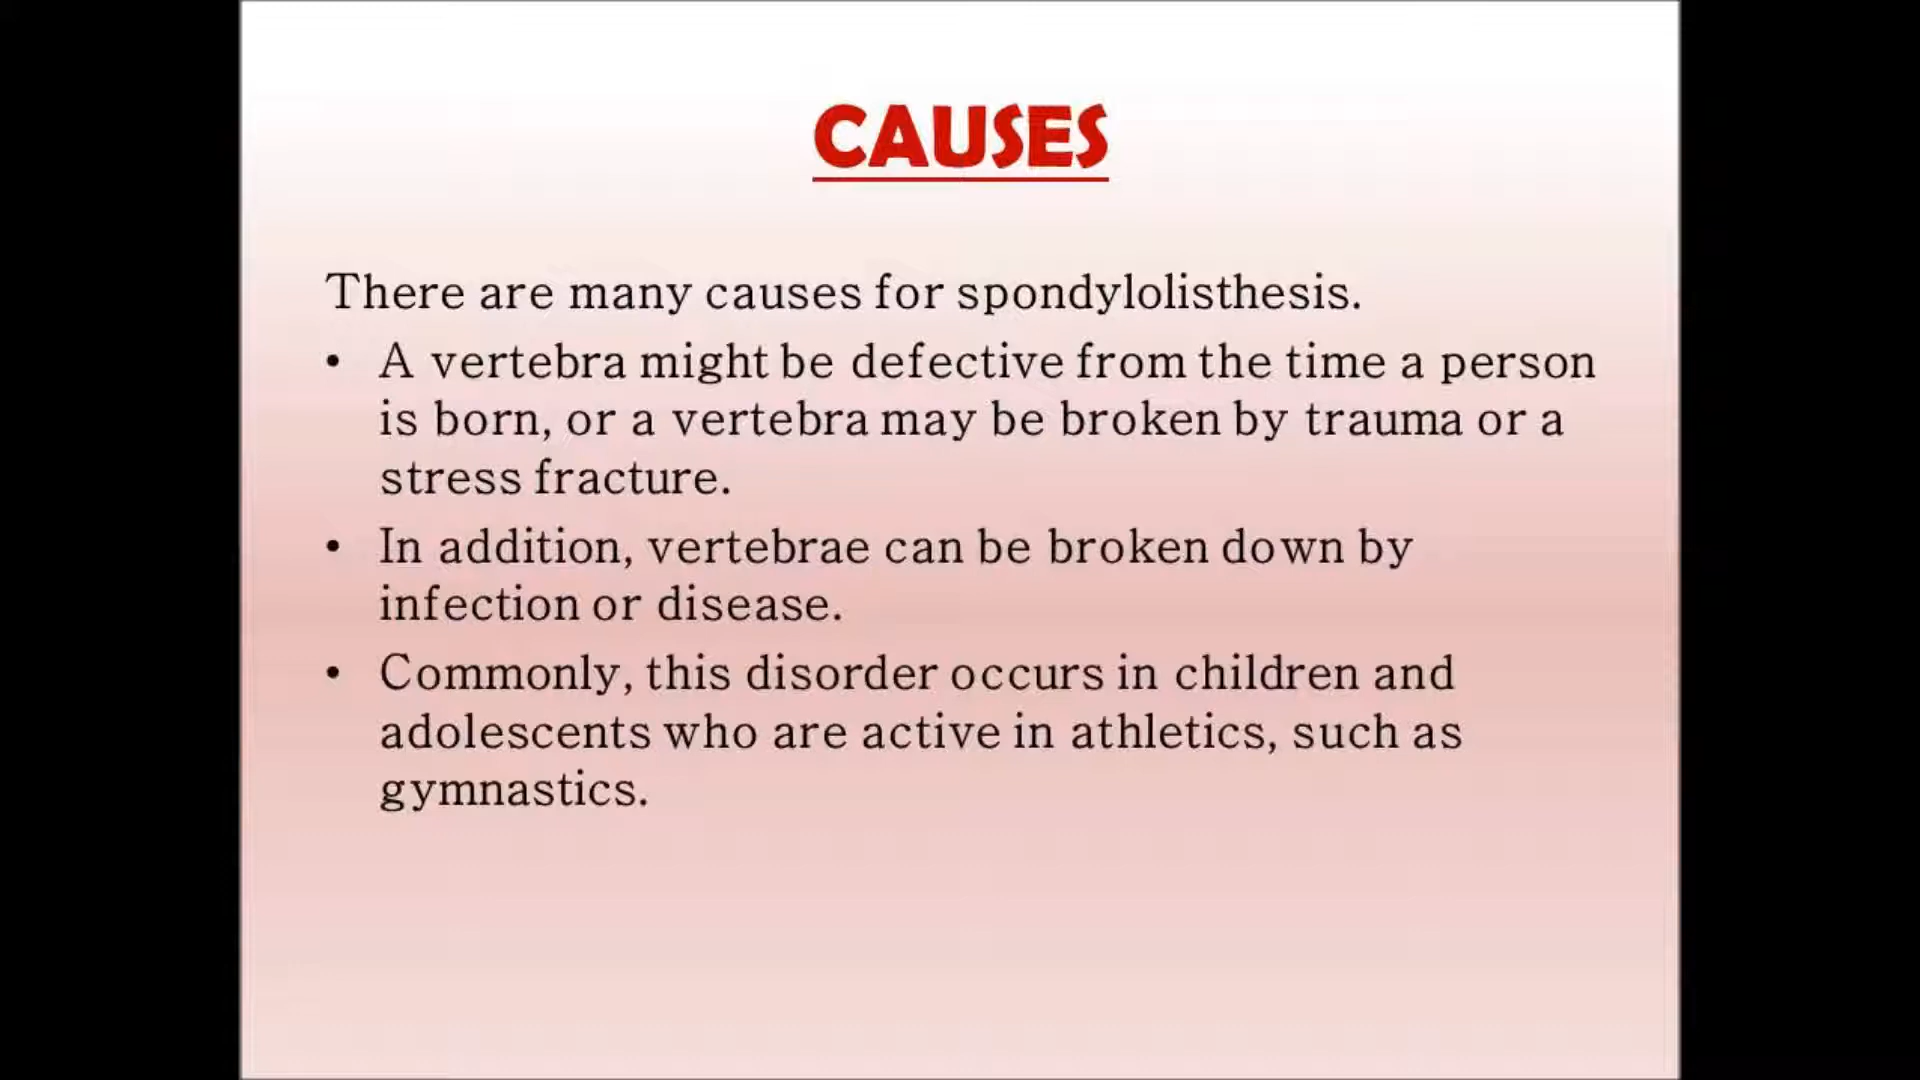 CAUSES
There are many causes for spondylolisthesis.
• A vertebra might be defective from the time a person
is born, or a vertebra may be broken by trauma or a
stress fracture.
• In addition, vertebrae can be broken down by
infection or disease.
• Commonly, this disorder occurs in children and
adolescents who are active in athletics, such as
gymnastics.